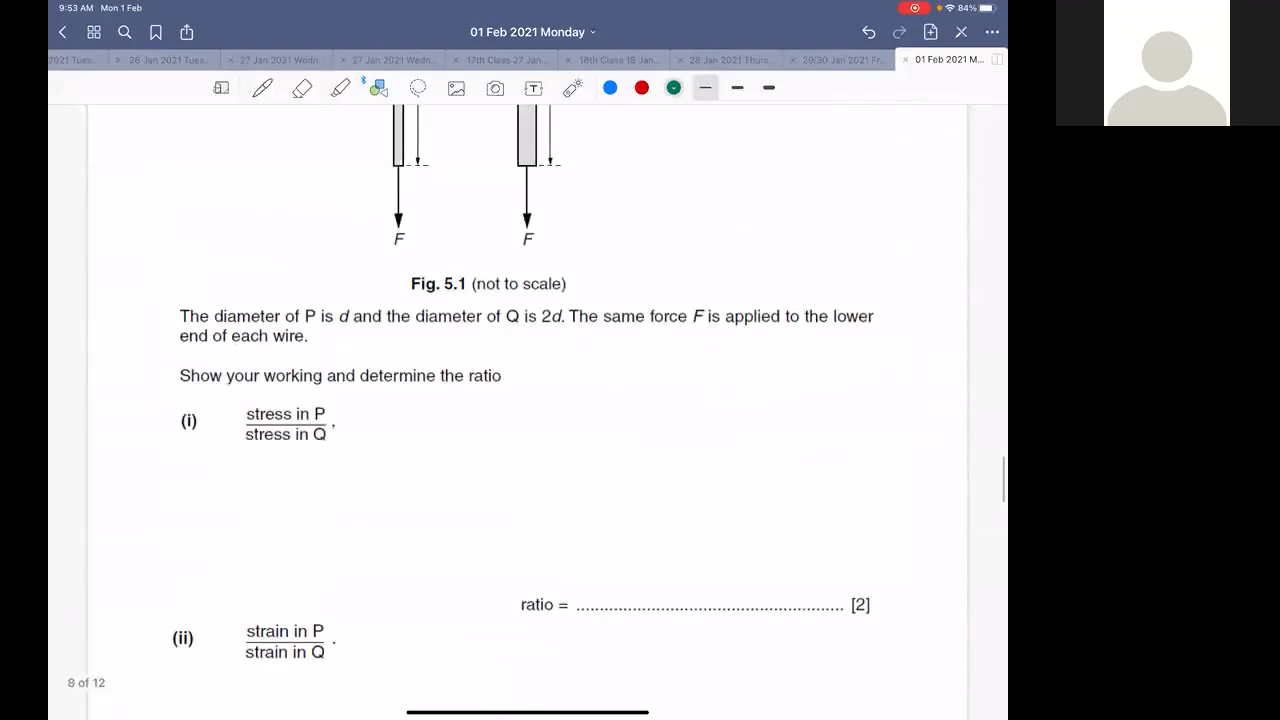 9:53 AM Mon 1 Feb
84%
01 Feb 2021 Monday
2021 Tues...
26 Jan 2021 Tues...
27 Jan 2021 Wedn...
27 Jan 2021 Wedn...
17th Class 27 Jan...
16th Class 18 Jan...
28 Jan 2021 Thurs...
29/30 Jan 2021 Fr...
01 Feb 2021 M...
F F
Fig. 5.1 (not to scale)
The diameter of P is d and the diameter of Q is 2d. The same force F is applied to the lower
end of each wire.
Show your working and determine the ratio
(i) stress in P
stress in Q ,
ratio = ........................................................ [2]
(ii) strain in P
strain in Q .
8 of 12